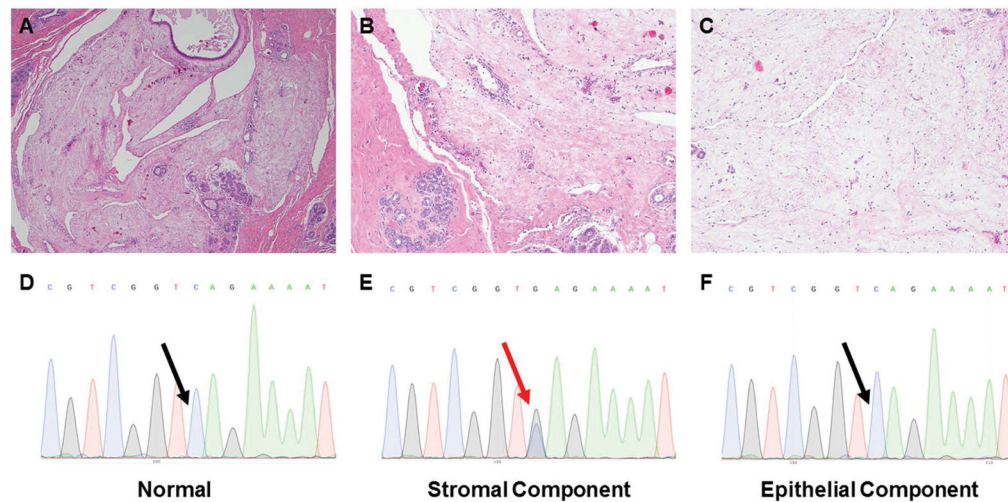 A
B
C
D
C G T C G G T C A G A A A A T
E
C G T C G G T G A G A A A A T
F
C G T C G G T C A G A A A A T
Normal
Stromal Component
Epithelial Component